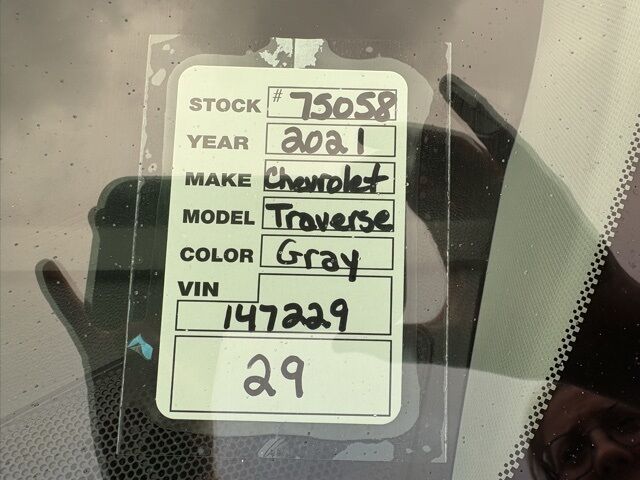 STOCK # 75058
YEAR 2021
MAKE Chevrolet
MODEL Traverse
COLOR Gray
VIN
147229
29